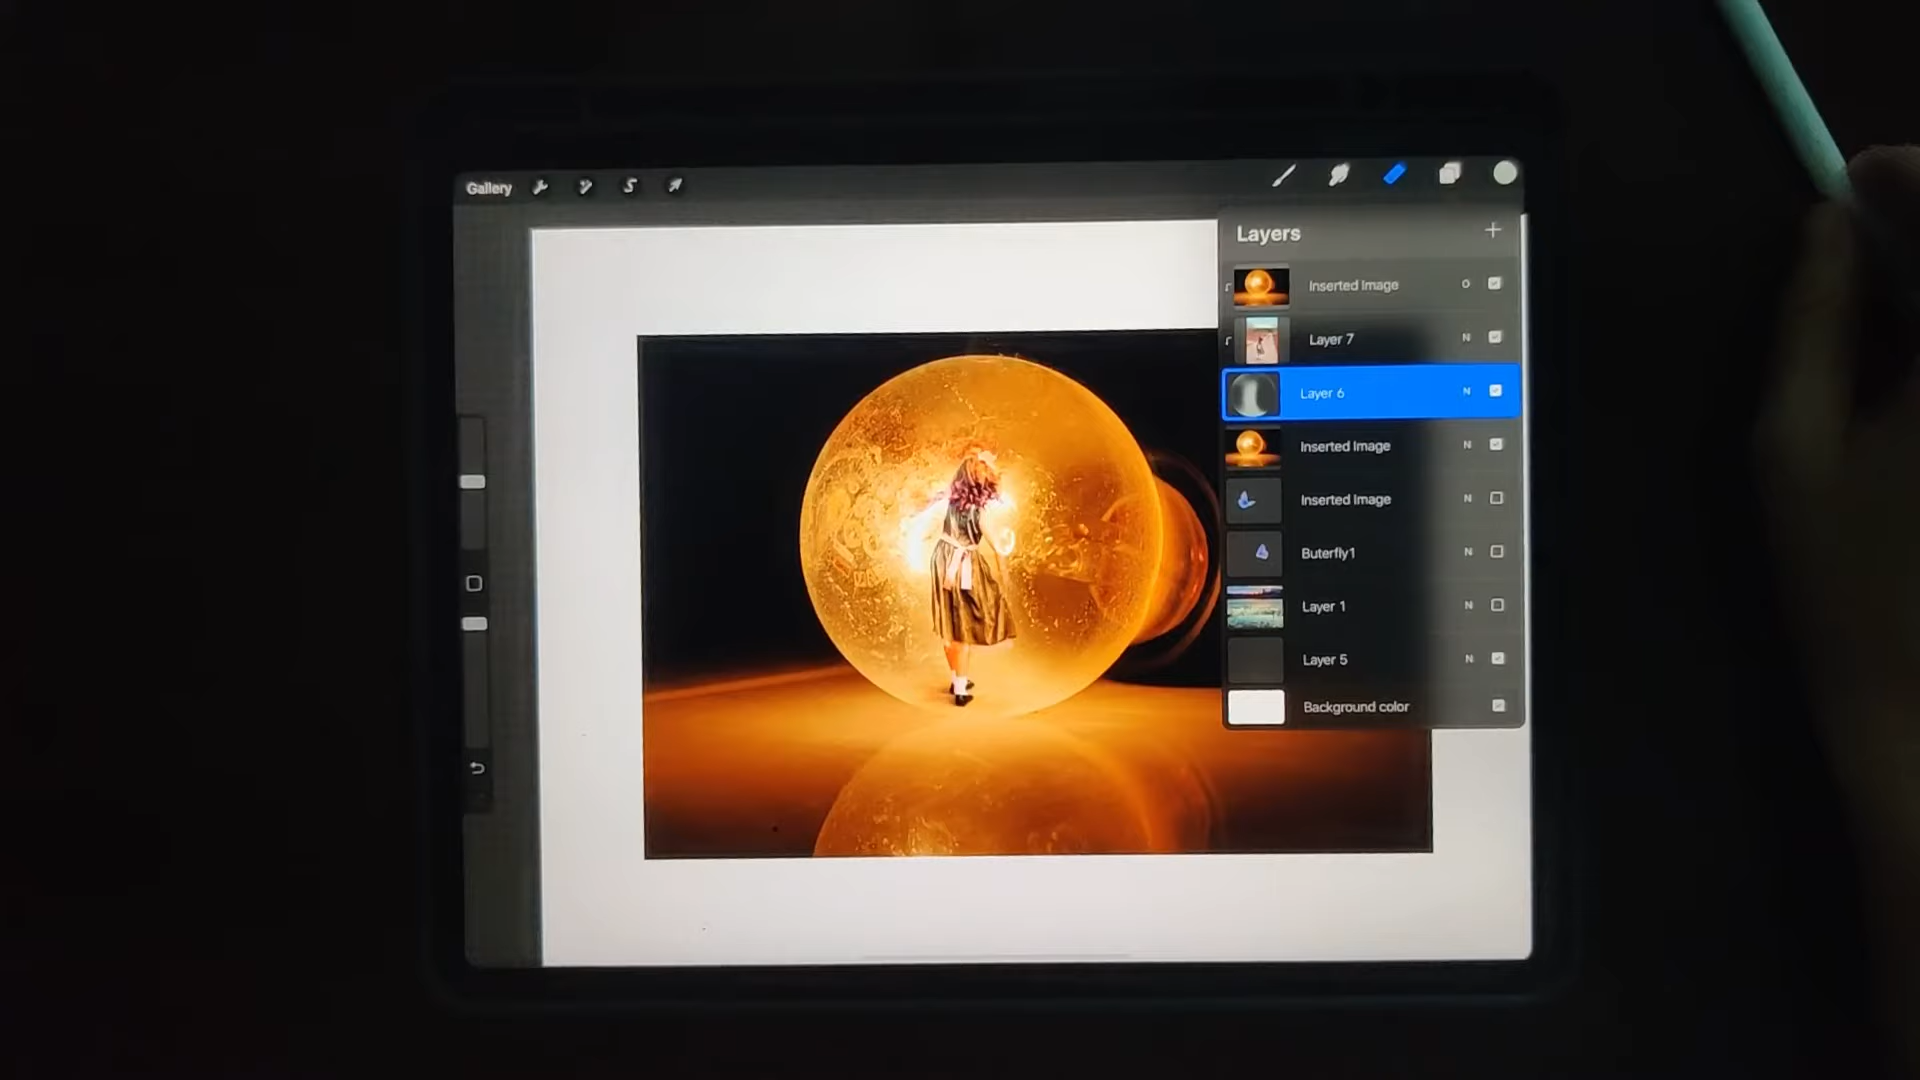 Gallery
Layers
Inserted Image O
Layer 7 N
Layer 6 N
Inserted Image N
Inserted Image N
Buterfly1 N
Layer 1 N
Layer 5 N
Background color